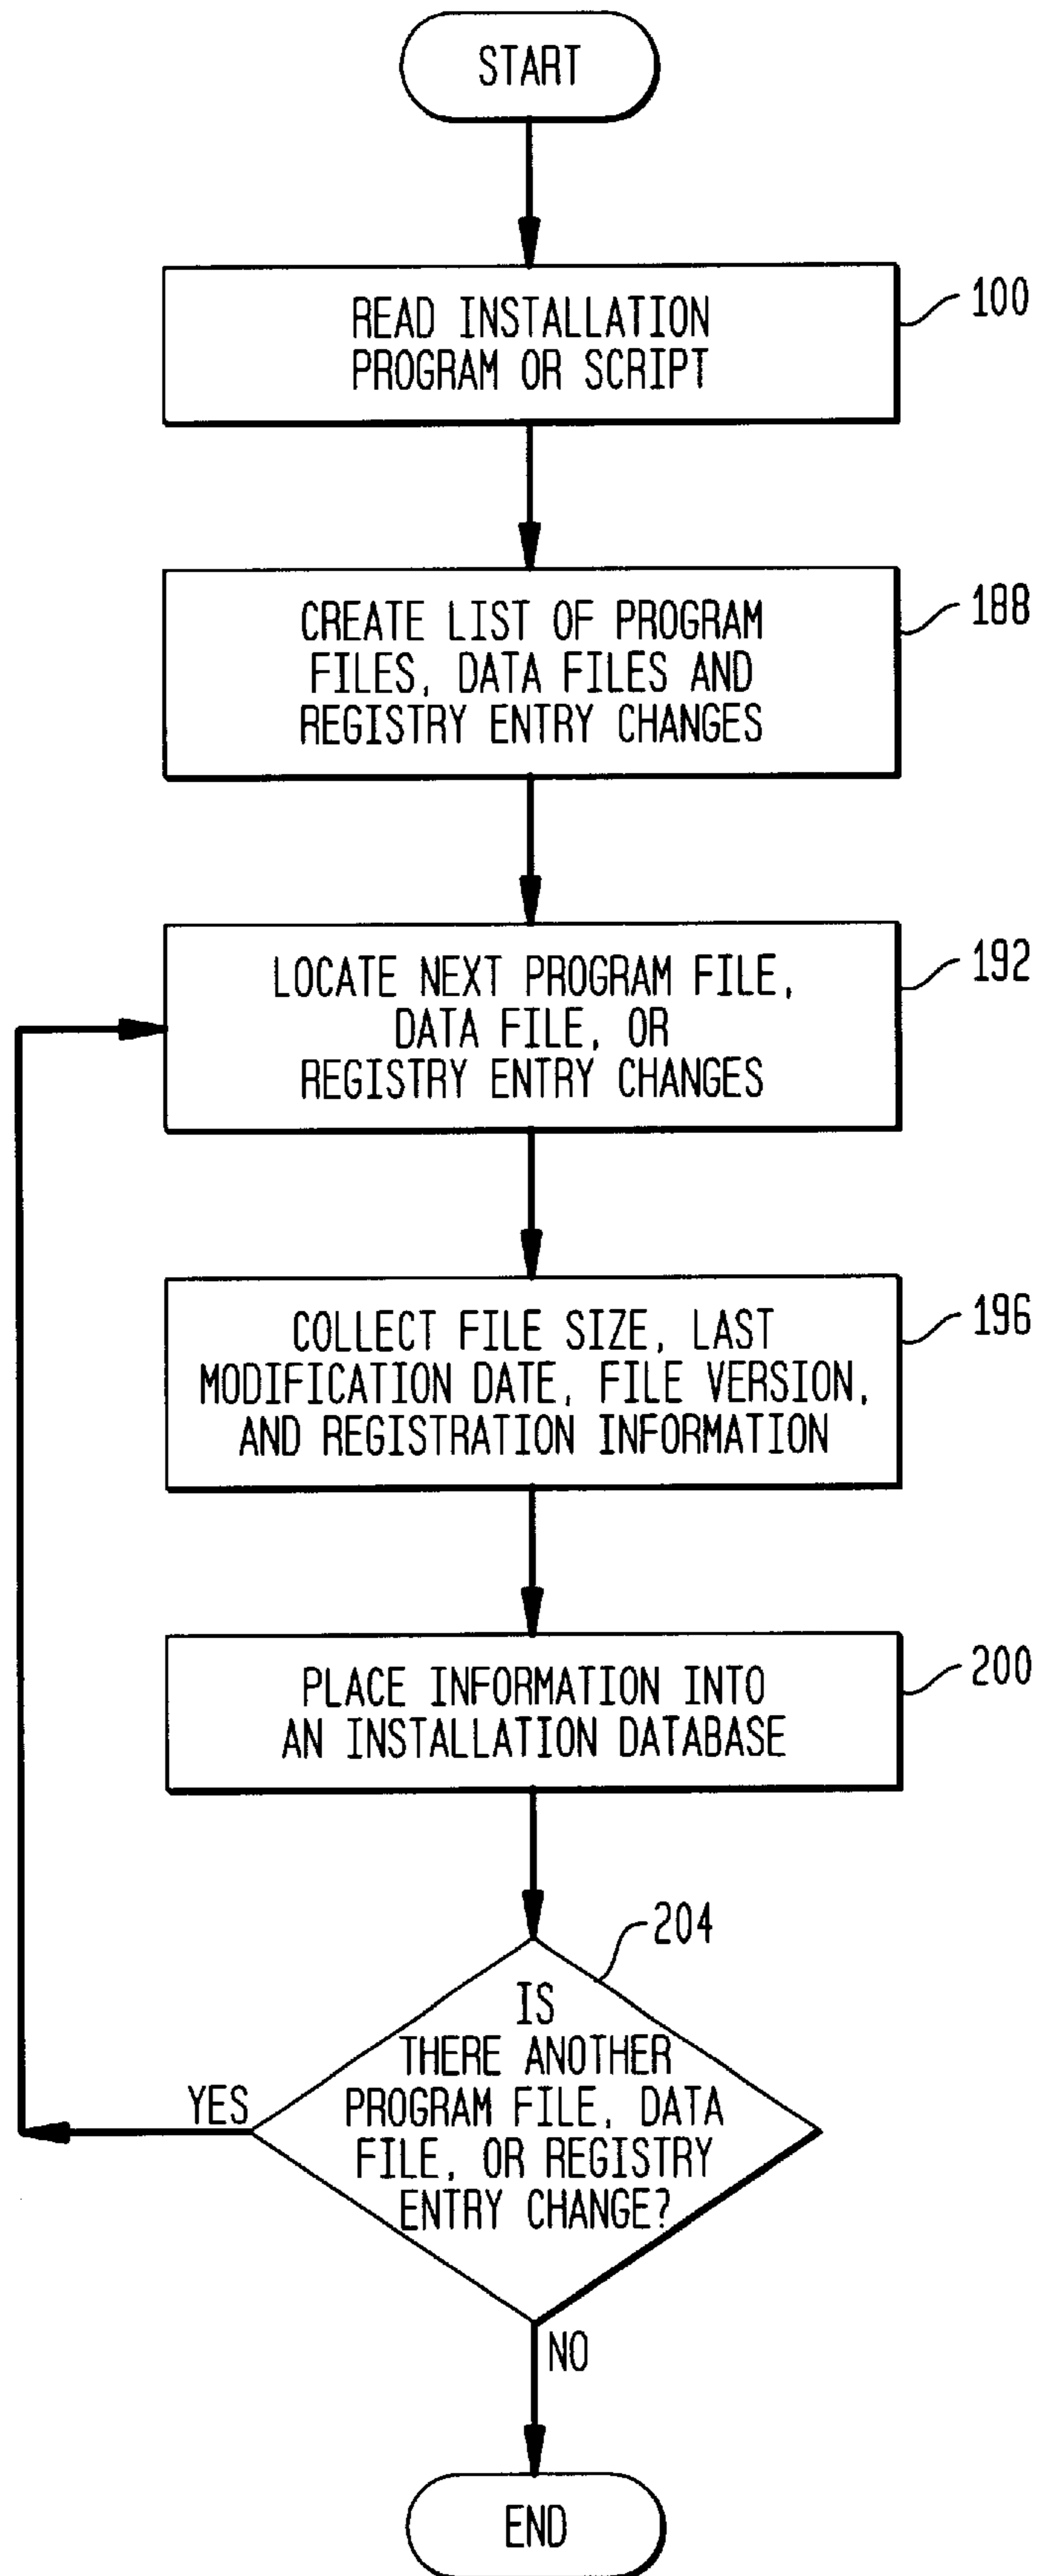 START
READ INSTALLATION
PROGRAM OR SCRIPT
100
CREATE LIST OF PROGRAM
FILES, DATA FILES AND
REGISTRY ENTRY CHANGES
188
LOCATE NEXT PROGRAM FILE,
DATA FILE, OR
REGISTRY ENTRY CHANGES
192
COLLECT FILE SIZE, LAST
MODIFICATION DATE, FILE VERSION,
AND REGISTRATION INFORMATION
196
PLACE INFORMATION INTO
AN INSTALLATION DATABASE
200
204
IS
THERE ANOTHER
PROGRAM FILE, DATA
FILE, OR REGISTRY
ENTRY CHANGE?
YES
NO
END